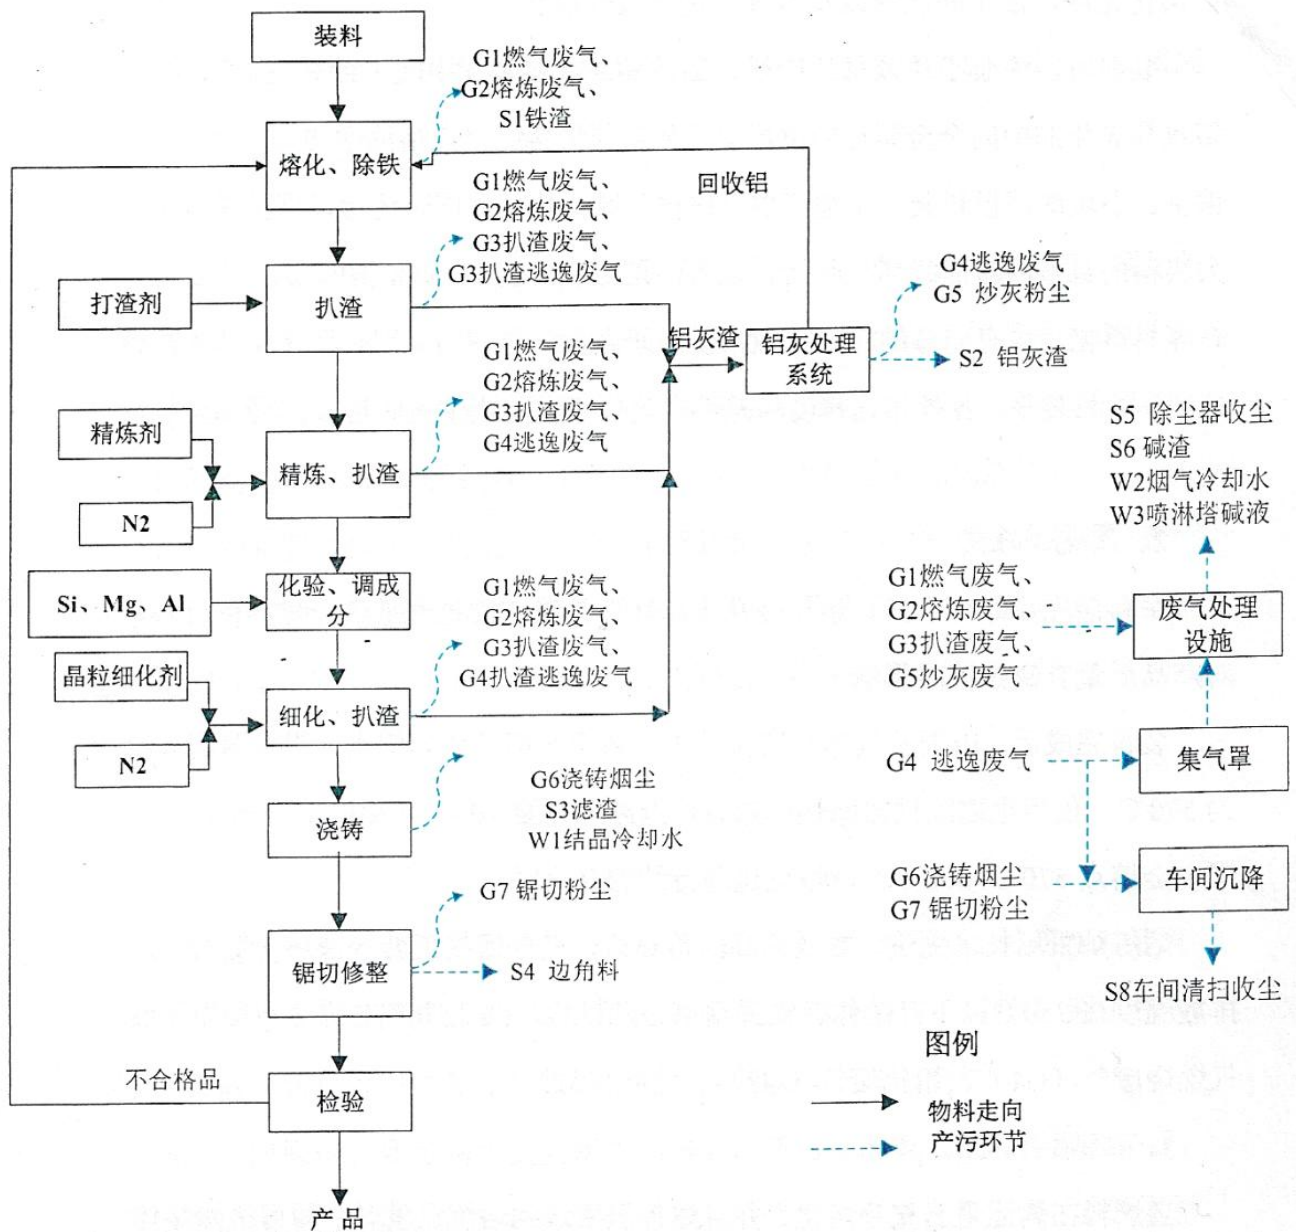 装料
G1燃气废气、
G2熔炼废气、
S1铁渣
熔化、除铁
回收铝
G1燃气废气、
G2熔炼废气、
G3扒渣废气、
G3扒渣逃逸废气
打渣剂
扒渣
G4逃逸废气
G5 炒灰粉尘
铝灰渣
铝灰处理
系统
S2 铝灰渣
G1燃气废气、
G2熔炼废气、
G3扒渣废气、
G4逃逸废气
精炼剂
N2
精炼、扒渣
S5 除尘器收尘
S6 碱渣
W2烟气冷却水
W3喷淋塔碱液
Si、Mg、Al
化验、调成
分
G1燃气废气、
G2熔炼废气、
G3扒渣废气、
G4扒渣逃逸废气
G1燃气废气、
G2熔炼废气、
G3扒渣废气、
G5炒灰废气
废气处理
设施
晶粒细化剂
N2
细化、扒渣
G4 逃逸废气
集气罩
浇铸
G6浇铸烟尘
S3滤渣
W1结晶冷却水
G6浇铸烟尘
G7 锯切粉尘
车间沉降
G7 锯切粉尘
锯切修整
S4 边角料
S8车间清扫收尘
不合格品
检验
产品
图例
物料走向
产污环节